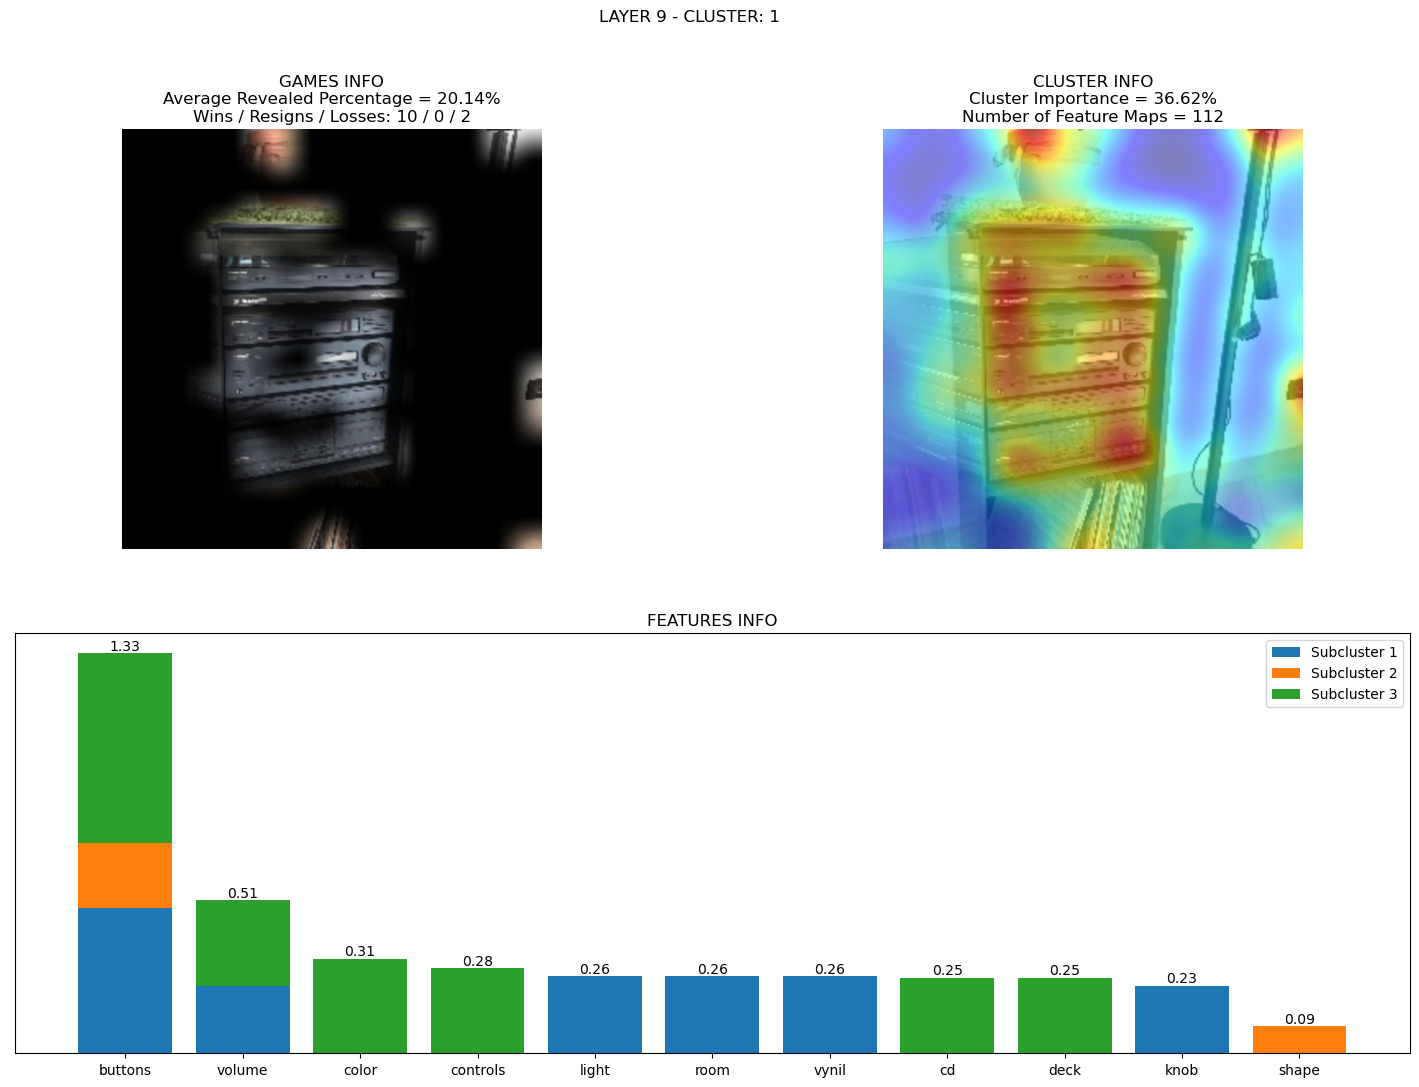 LAYER 9 - CLUSTER: 1
GAMES INFO
Average Revealed Percentage = 20.14%
Wins / Resigns / Losses: 10 / 0 / 2
CLUSTER INFO
Cluster Importance = 36.62%
Number of Feature Maps = 112
FEATURES INFO
Subcluster 1
Subcluster 2
Subcluster 3
1.33
0.51
0.31
0.28
0.26
0.26
0.26
0.25
0.25
0.23
0.09
buttons
volume
color
controls
light
room
vynil
cd
deck
knob
shape